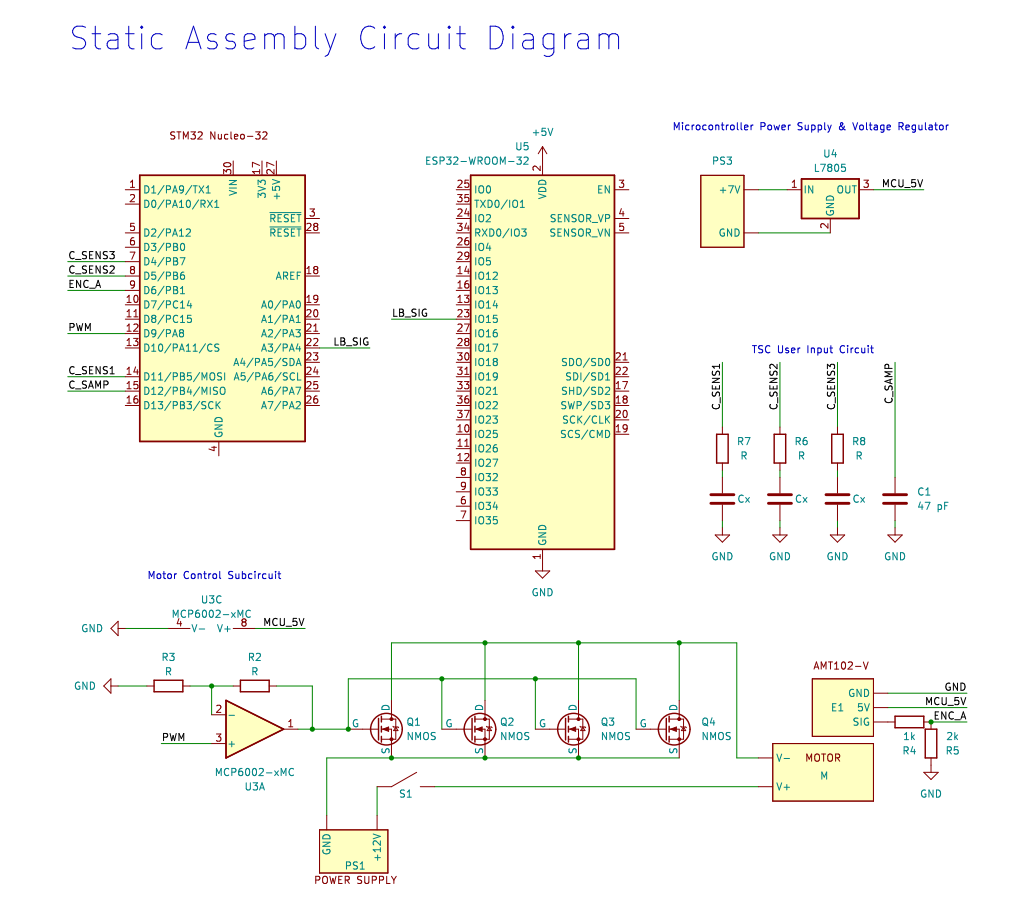 Static Assembly Circuit Diagram
Microcontroller Power Supply & Voltage Regulator
STM32 Nucleo-32
30 VIN
17 3V3
27 +5V
1 D1/PA9/TX1
2 D0/PA10/RX1
RESET 3
5 D2/PA12
RESET 28
6 D3/PB0
C_SENS3 7 D4/PB7
C_SENS2 8 D5/PB6
AREF 18
ENC_A 9 D6/PB1
10 D7/PC14
A0/PA0 19
11 D8/PC15
A1/PA1 20
PWM 12 D9/PA8
A2/PA3 21
13 D10/PA11/CS
A3/PA4 22 LB_SIG
A4/PA5/SDA 23
C_SENS1 14 D11/PB5/MOSI
A5/PA6/SCL 24
C_SAMP 15 D12/PB4/MISO
A6/PA7 25
16 D13/PB3/SCK
A7/PA2 26
GND 4
+5V
U5
ESP32-WROOM-32
2 VDD
25 IO0
EN 3
35 TXD0/IO1
24 IO2
SENSOR_VP 4
34 RXD0/IO3
SENSOR_VN 5
26 IO4
29 IO5
14 IO12
16 IO13
13 IO14
LB_SIG 23 IO15
27 IO16
28 IO17
30 IO18
SDO/SD0 21
31 IO19
SDI/SD1 22
33 IO21
SHD/SD2 17
36 IO22
SWP/SD3 18
37 IO23
SCK/CLK 20
10 IO25
SCS/CMD 19
11 IO26
12 IO27
8 IO32
9 IO33
6 IO34
7 IO35
GND 1
GND
PS3
+7V
GND
U4
L7805
1 IN
OUT 3
GND 2
MCU_5V
TSC User Input Circuit
C_SENS1
C_SENS2
C_SENS3
C_SAMP
R7
R
R6
R
R8
R
Cx
Cx
Cx
C1
47 pF
GND
GND
GND
GND
Motor Control Subcircuit
U3C
MCP6002-xMC
GND 4 V- V+ 8 MCU_5V
R3
R
R2
R
GND
2 -
1
PWM 3 +
MCP6002-xMC
U3A
D
G
S
Q1
NMOS
D
G
S
Q2
NMOS
D
G
S
Q3
NMOS
D
G
S
Q4
NMOS
S1
GND
+12V
PS1
POWER SUPPLY
AMT102-V
E1
GND
5V
SIG
GND
MCU_5V
ENC_A
1k
R4
2k
R5
GND
V- MOTOR
M
V+